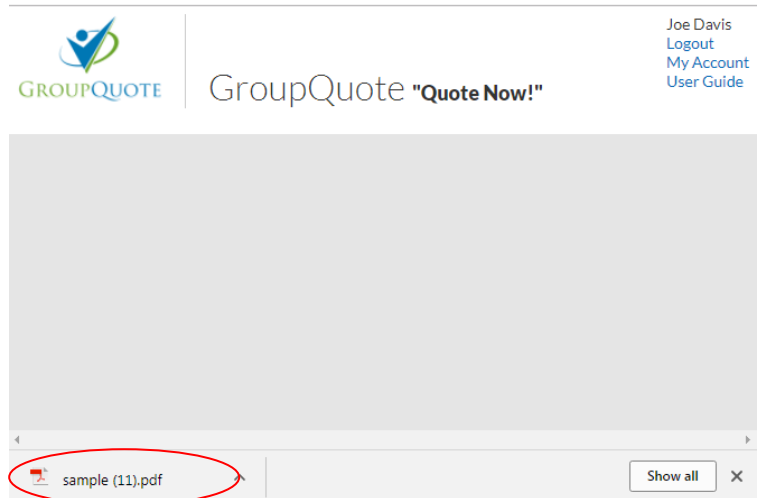 Joe Davis
Logout
My Account
User Guide
GROUPQUOTE
GroupQuote "Quote Now!"
sample (11).pdf
Show all